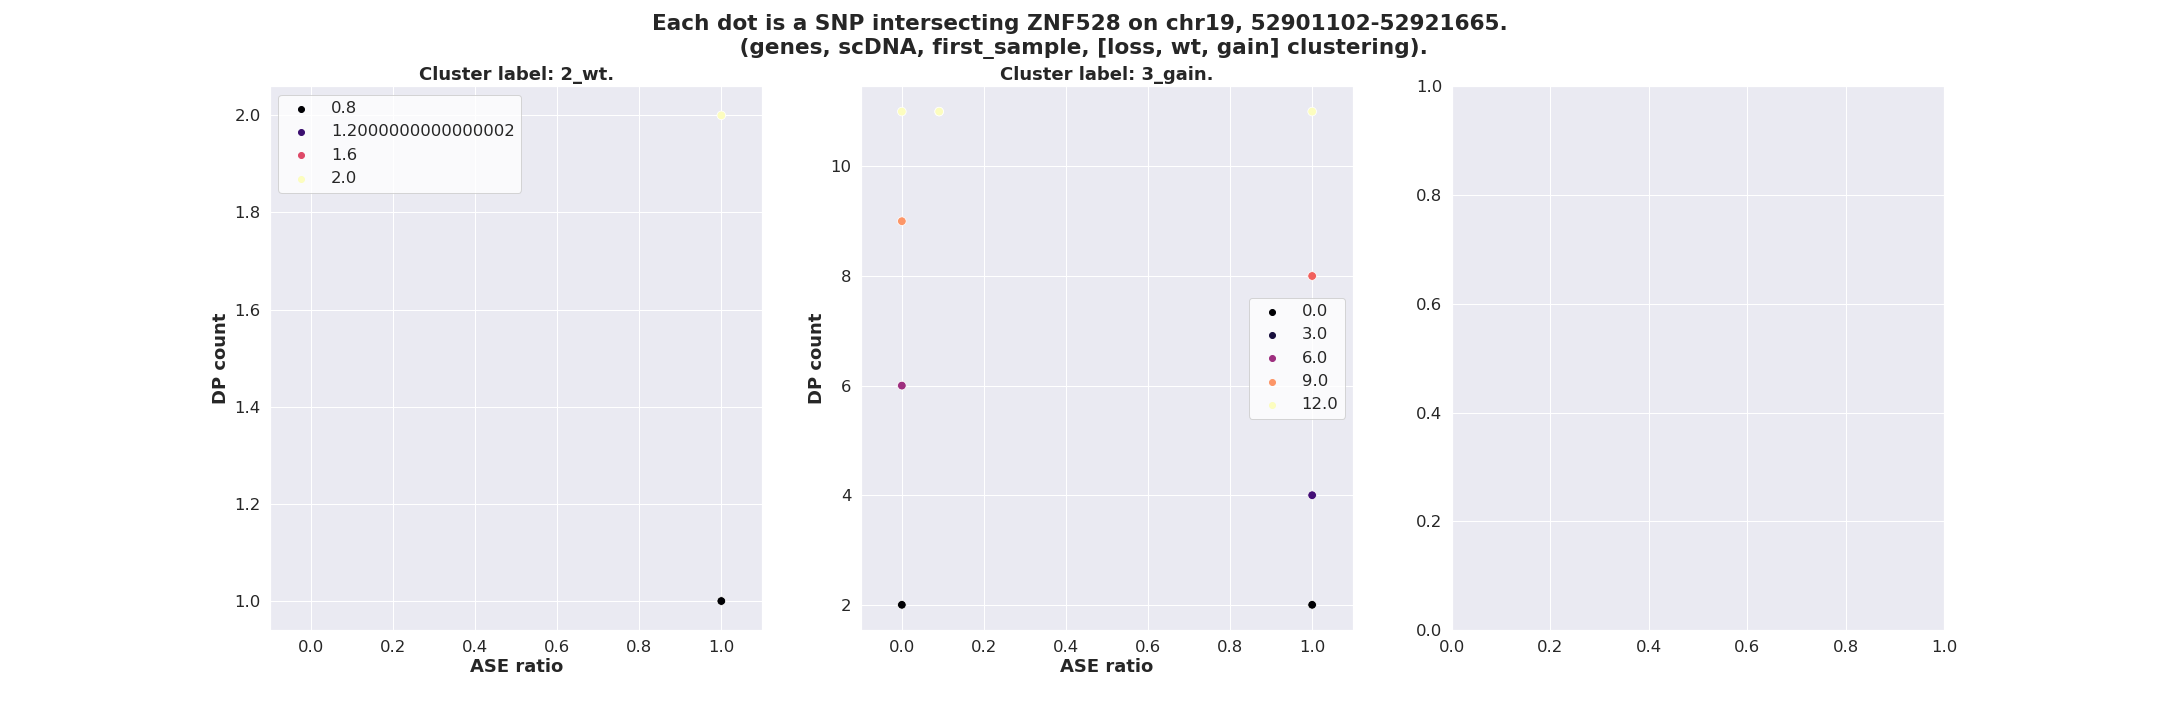 Each dot is a SNP intersecting ZNF528 on chr19, 52901102-52921665.
(genes, scDNA, first_sample, [loss, wt, gain] clustering).
Cluster label: 2_wt.
0.8
1.2000000000000002
1.6
2.0
2.0
1.8
1.6
1.4
1.2
1.0
DP count
0.0 0.2 0.4 0.6 0.8 1.0
ASE ratio
Cluster label: 3_gain.
10
8
6
4
2
DP count
0.0
3.0
6.0
9.0
12.0
0.0 0.2 0.4 0.6 0.8 1.0
ASE ratio
1.0
0.8
0.6
0.4
0.2
0.0
0.0 0.2 0.4 0.6 0.8 1.0